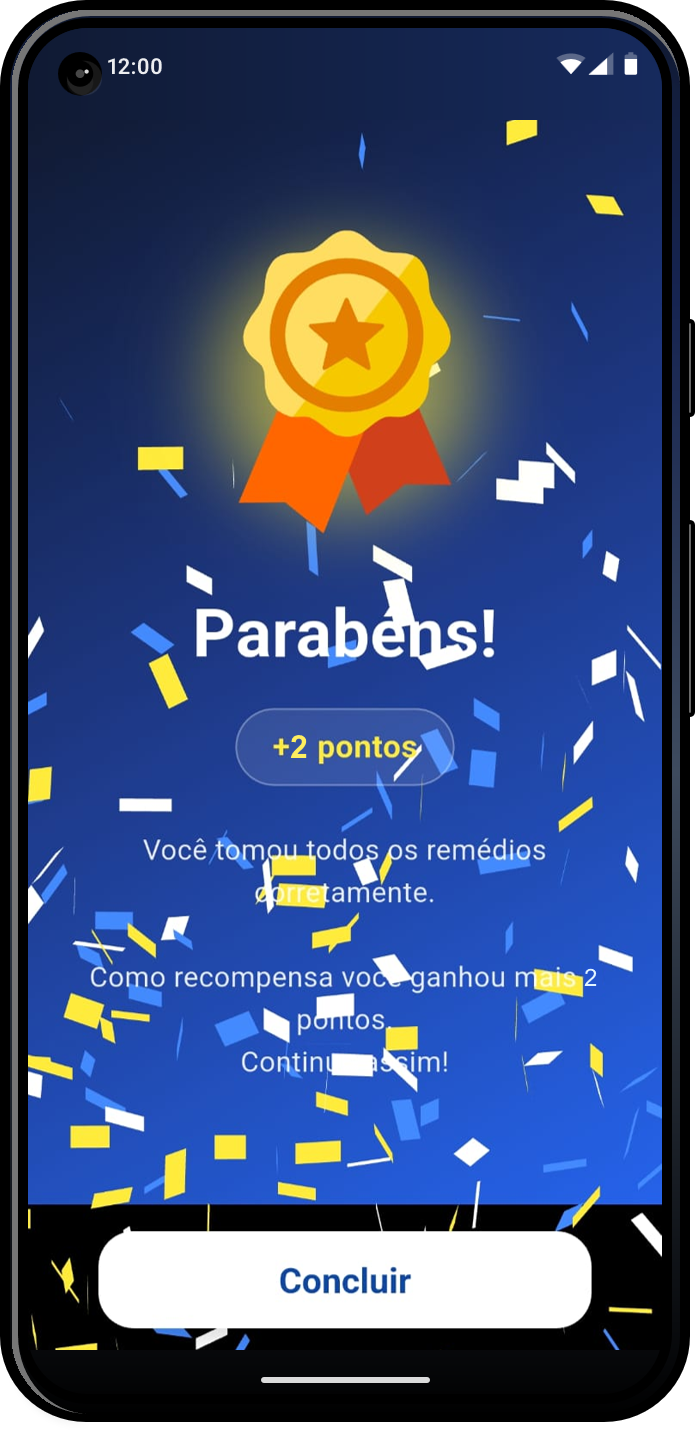 12:00
Parabéns!
+2 pontos
Você tomou todos os remédios
corretamente.
Como recompensa você ganhou mais 2
pontos.
Continue assim!
Concluir